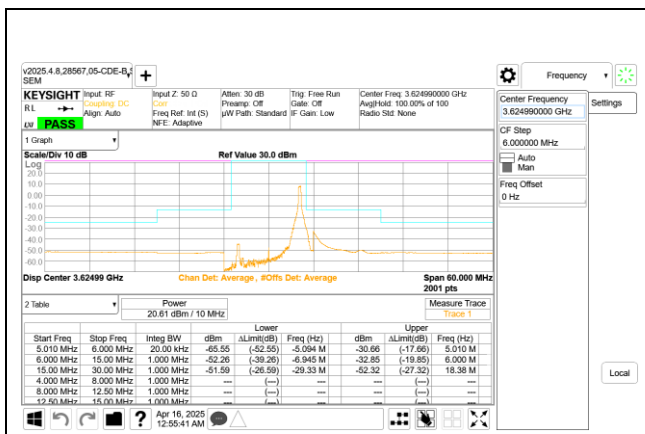 v2025.4.8,28567,05-CDE-B,S
SEM
Frequency
KEYSIGHT Input: RF Input Z: 50 Ω Atten: 30 dB Trig: Free Run Center Freq: 3.624990000 GHz
RL Coupling: DC Corr Preamp: Off Gate: Off Avg|Hold: 100.00% of 100
Align: Auto Freq Ref: Int (S) µW Path: Standard IF Gain: Low Radio Std: None
LXI PASS NFE: Adaptive
Center Frequency
3.624990000 GHz
Settings
CF Step
6.000000 MHz
Auto
Man
Freq Offset
0 Hz
1 Graph
Scale/Div 10 dB Ref Value 30.0 dBm
Log
20.0
10.0
0.00
-10.0
-20.0
-30.0
-40.0
-50.0
-60.0
Disp Center 3.62499 GHz Chan Det: Average, #Offs Det: Average Span 60.000 MHz
2001 pts
2 Table Power Measure Trace
20.61 dBm / 10 MHz Trace 1
Lower Upper
Start Freq Stop Freq Integ BW dBm ΔLimit(dB) Freq (Hz) dBm ΔLimit(dB) Freq (Hz)
5.010 MHz 6.000 MHz 20.00 kHz -65.55 (-52.55) -5.094 M -30.66 (-17.66) 5.010 M
6.000 MHz 15.00 MHz 1.000 MHz -52.26 (-39.26) -6.945 M -32.85 (-19.85) 6.000 M
15.00 MHz 30.00 MHz 1.000 MHz -51.59 (-26.59) -29.33 M -52.32 (-27.32) 18.38 M
4.000 MHz 8.000 MHz 1.000 MHz --- (---) --- --- (---) ---
8.000 MHz 12.50 MHz 1.000 MHz --- (---) --- --- (---) ---
12.50 MHz 15.00 MHz 1.000 MHz --- (---) --- --- (---) ---
Local
? Apr 16, 2025
12:55:41 AM